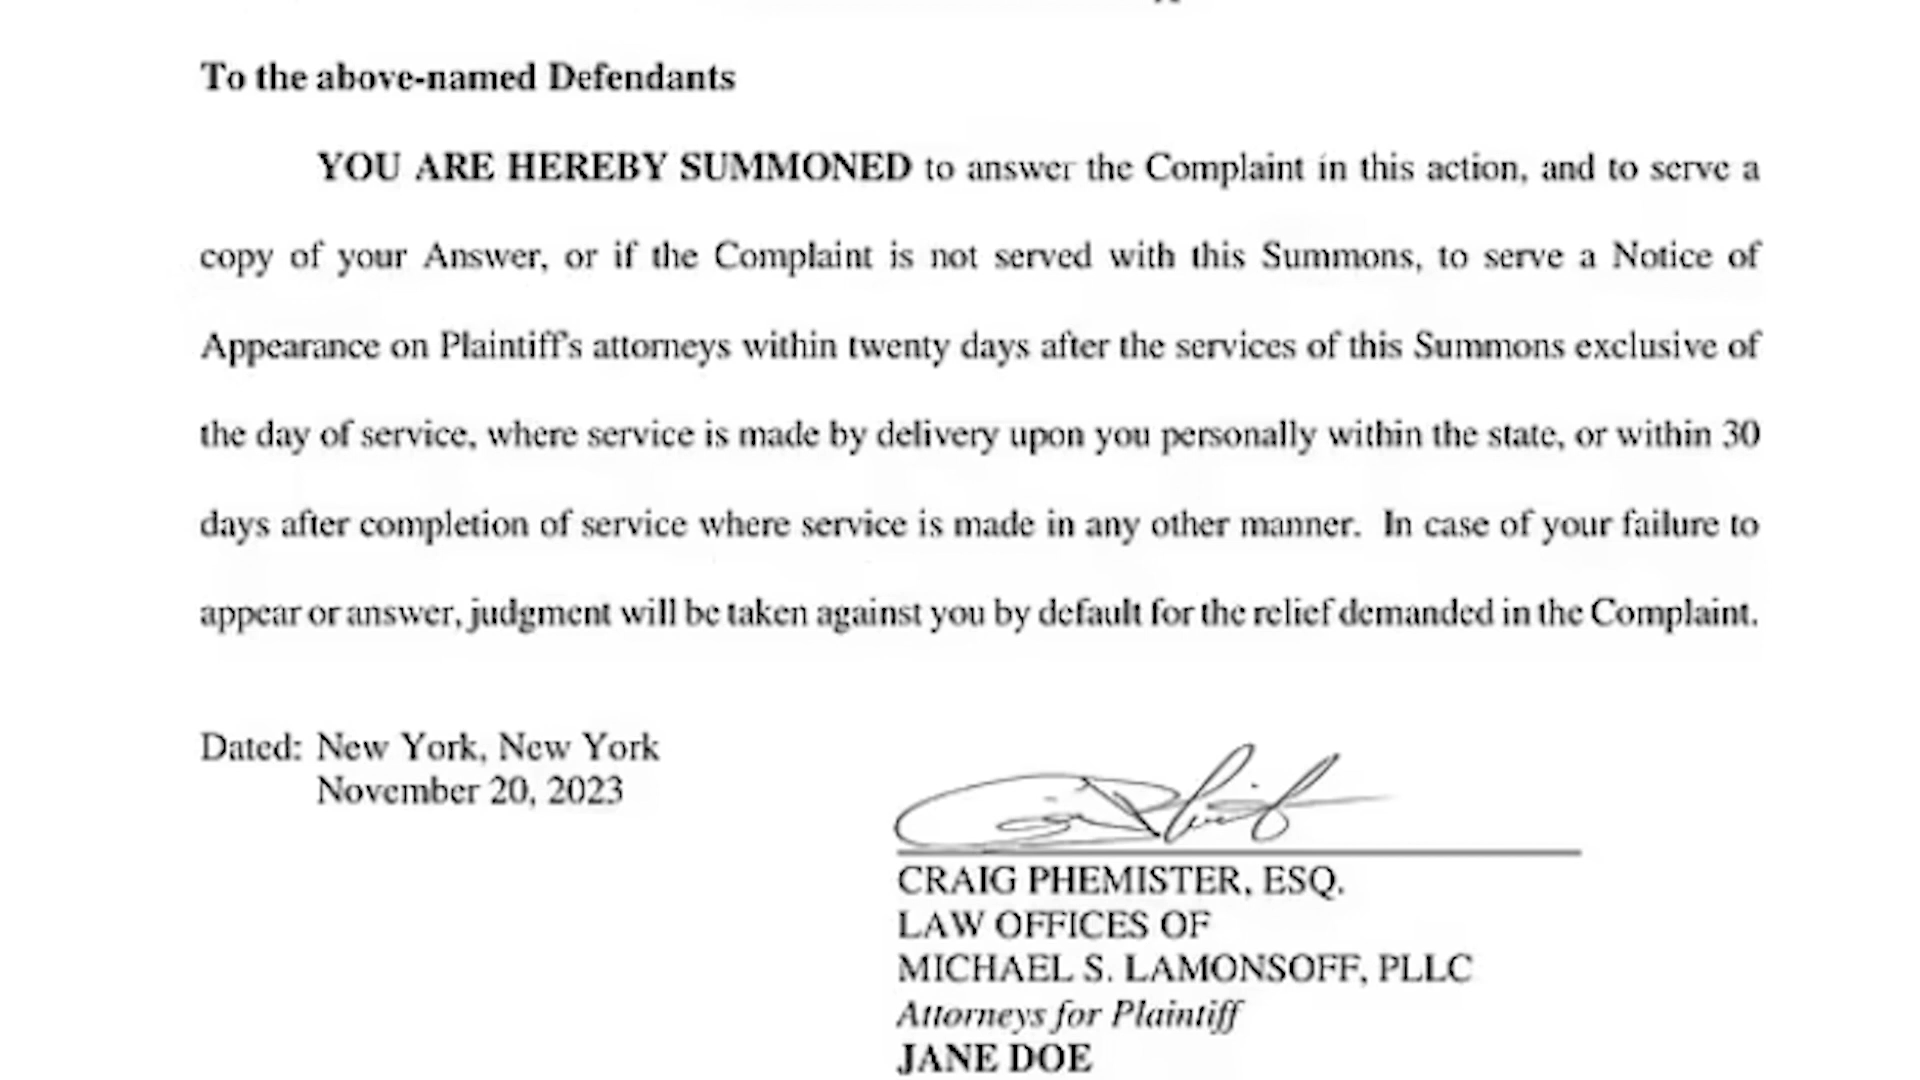 To the above-named Defendants
YOU ARE HEREBY SUMMONED to answer the Complaint in this action, and to serve a
copy of your Answer, or if the Complaint is not served with this Summons, to serve a Notice of
Appearance on Plaintiff's attorneys within twenty days after the services of this Summons exclusive of
the day of service, where service is made by delivery upon you personally within the state, or within 30
days after completion of service where service is made in any other manner. In case of your failure to
appear or answer, judgment will be taken against you by default for the relief demanded in the Complaint.
Dated: New York, New York
November 20, 2023
CRAIG PHEMISTER, ESQ.
LAW OFFICES OF
MICHAEL S. LAMONSOFF, PLLC
Attorneys for Plaintiff
JANE DOE